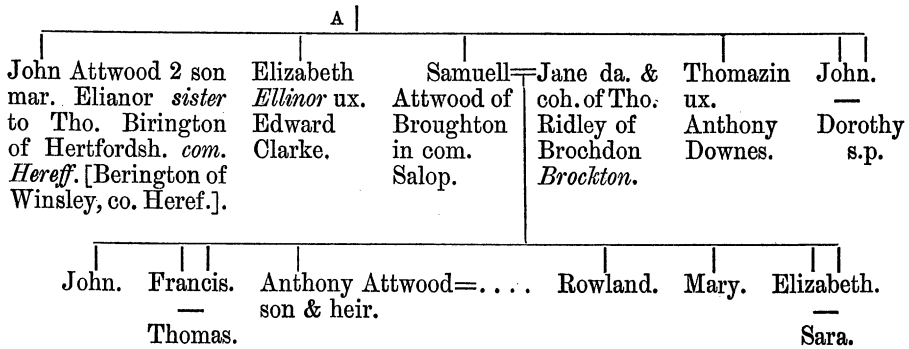 A
John Attwood 2 son
mar. Elianor sister
to Tho. Birington
of Hertfordsh. com.
Hereff. [Berington of
Winsley, co. Heref.].
Elizabeth
Ellinor ux.
Edward
Clarke.
Samuell=Jane da. &
Attwood of
Broughton
in com.
Salop.
coh. of Tho.
Ridley of
Brochdon
Brockton.
Thomazin
ux.
Anthony
Downes.
John.
—
Dorothy
s.p.
John.
Francis.
—
Thomas.
Anthony Attwood=....
son & heir.
Rowland.
Mary.
Elizabeth.
—
Sara.